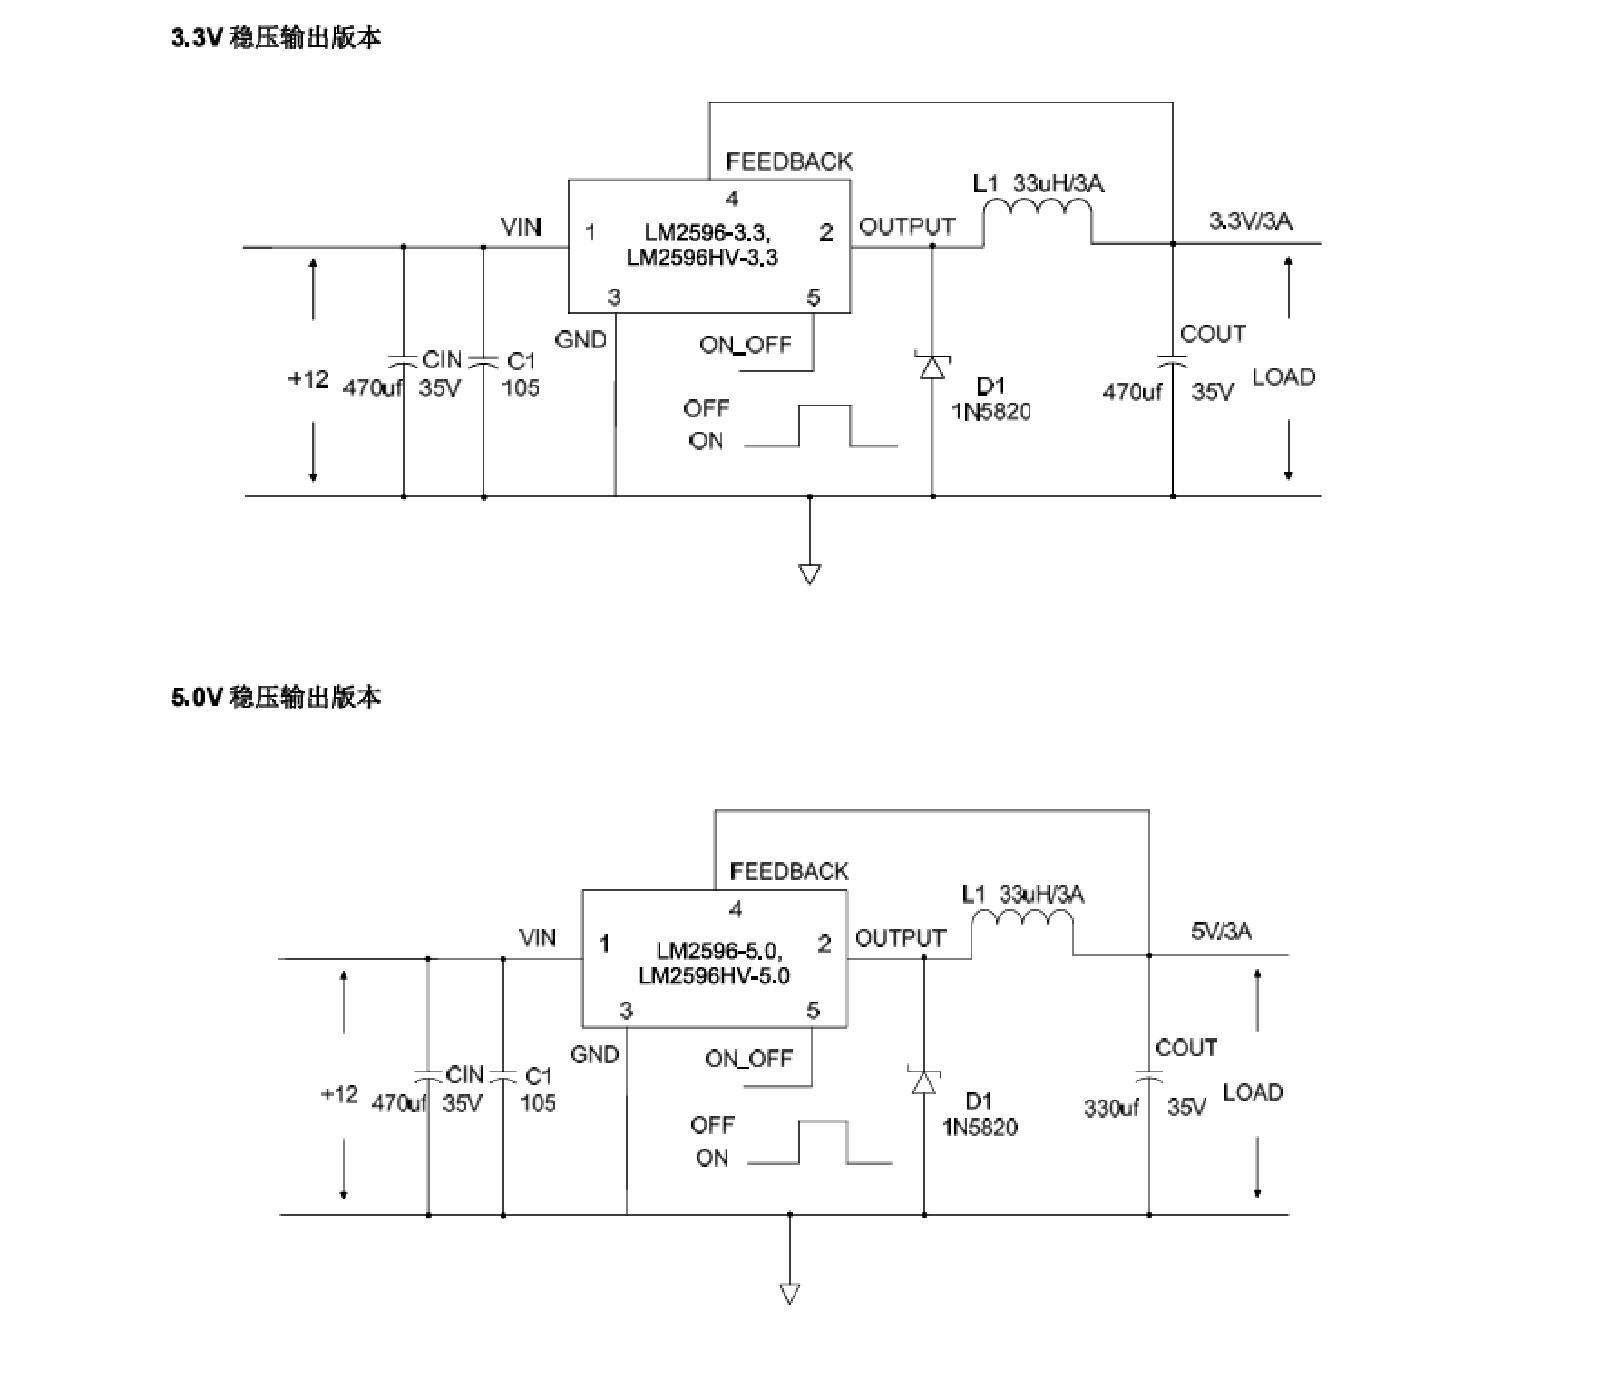 3.3V 稳压输出版本
FEEDBACK
4
L1 33uH/3A
VIN
1
LM2596-3.3,
LM2596HV-3.3
2
OUTPUT
3.3V/3A
3
5
GND
ON_OFF
COUT
CIN
C1
+12
470uf
35V
105
D1
1N5820
470uf
35V
LOAD
OFF
ON
5.0V 稳压输出版本
FEEDBACK
4
L1 33uH/3A
VIN
1
LM2596-5.0,
LM2596HV-5.0
2
OUTPUT
5V/3A
3
5
GND
ON_OFF
COUT
CIN
C1
+12
470uf
35V
105
D1
1N5820
330uf
35V
LOAD
OFF
ON